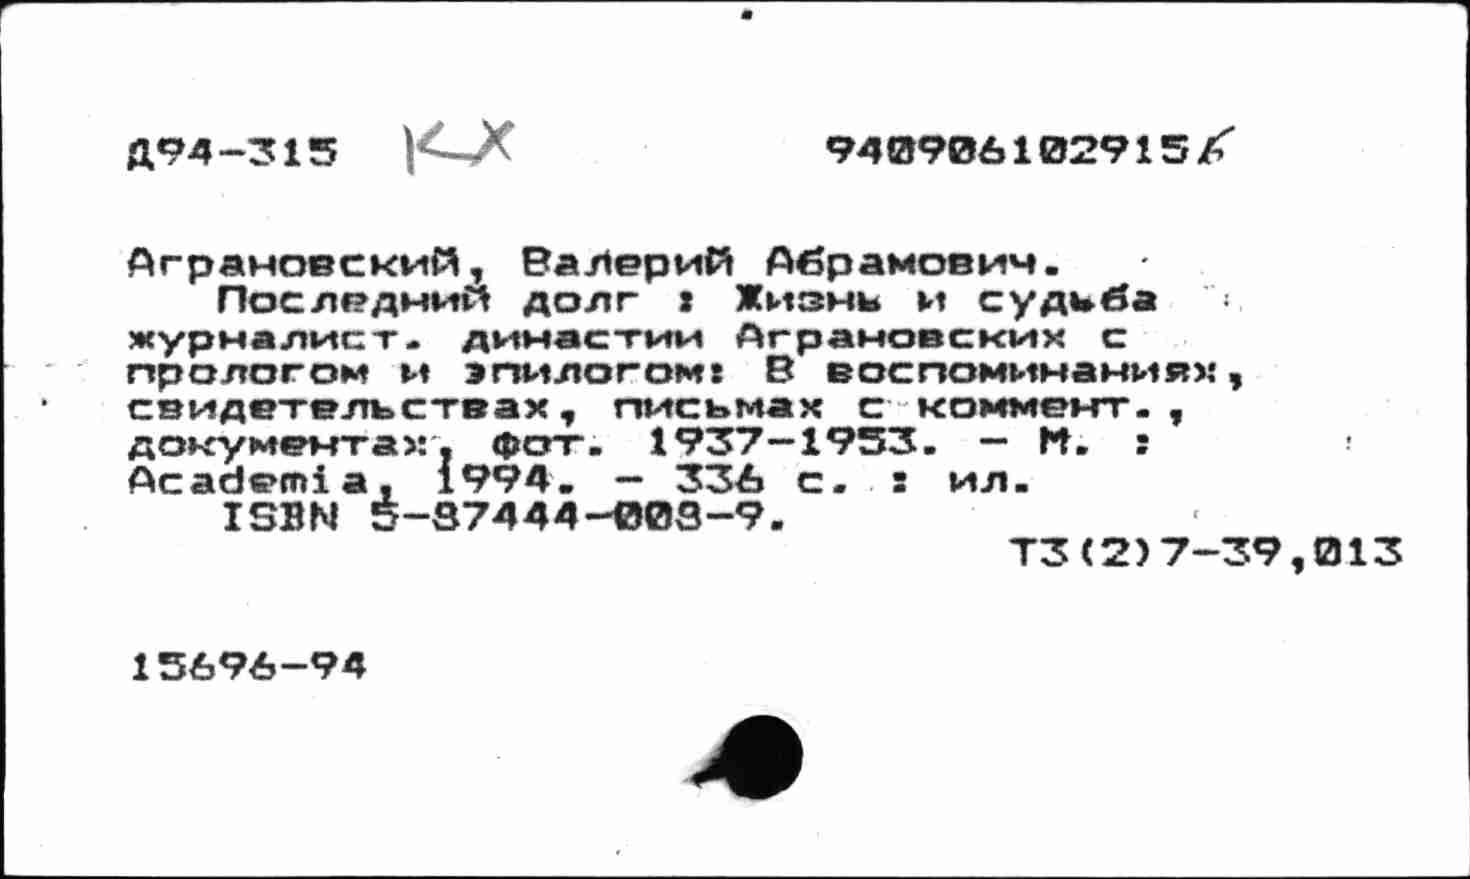 Д94-315 КХ 9409061029156
Аграновский, Валерий Абрамович.
Последний долг : Жизнь и судьба
журналист. династии Аграновских с
прологом и эпилогом: В воспоминаниях,
свидетельствах, письмах с коммент.,
документах, фот. 1937-1953. - М. :
Academia, 1994. - 336 с. : ил.
ISBN 5-87444-008-9.
Т3(2)7-39,013
15696-94